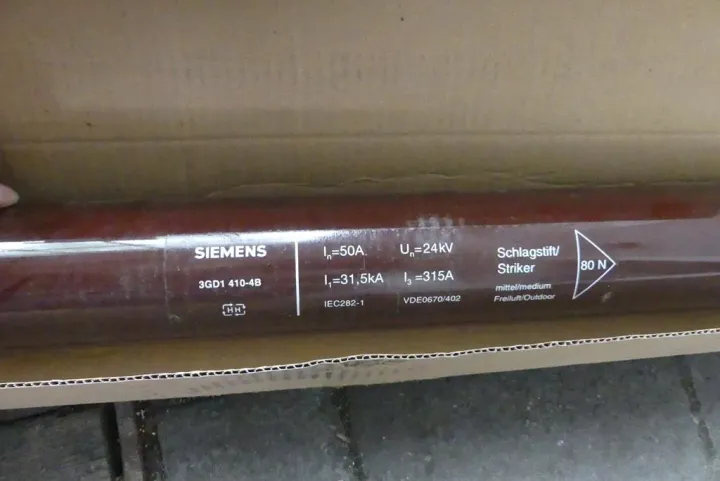 SIEMENS
3GD1 410-4B
HH
Iₙ=50A Uₙ=24kV
I₁=31,5kA I₃=315A
IEC282-1 VDE0670/402
Schlagstift/
Striker
mittel/medium
Freiluft/Outdoor
80 N